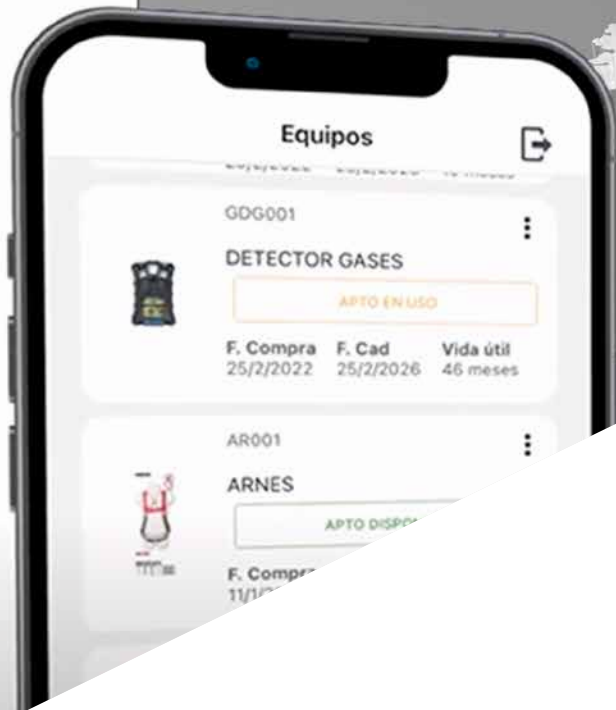 Equipos
GDG001
DETECTOR GASES
APTO EN USO
F. Compra F. Cad Vida útil
25/2/2022 25/2/2026 46 meses
AR001
ARNES
APTO
F. Compra